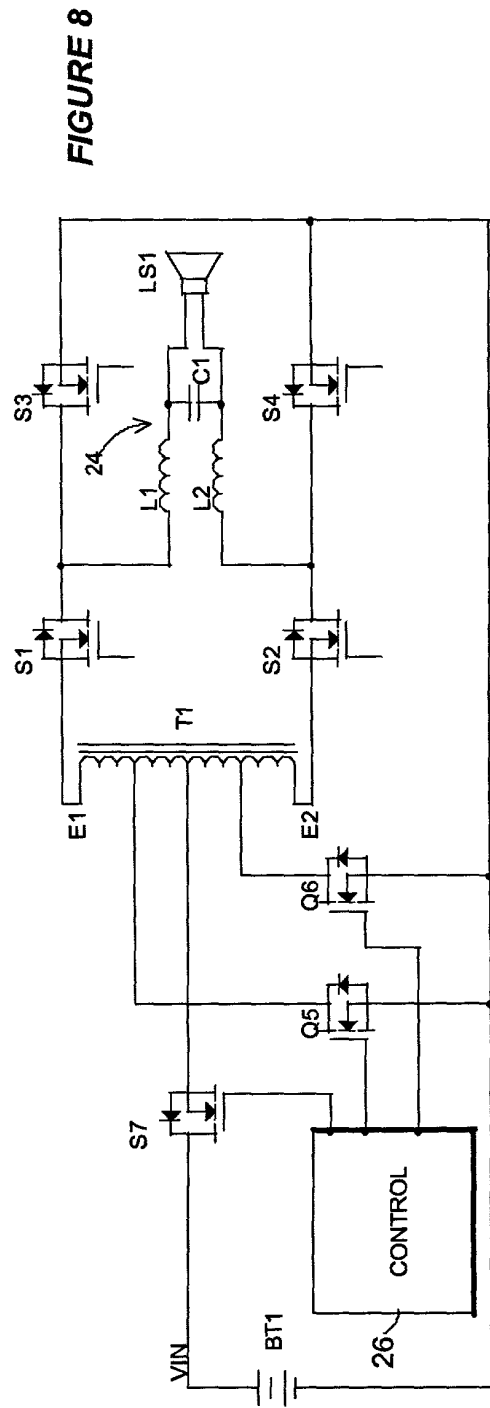 FIGURE 8
S3
LS1
24
C1
L1
L2
S4
S1
S2
T1
E1
E2
Q6
Q5
S7
VIN
BT1
CONTROL
26